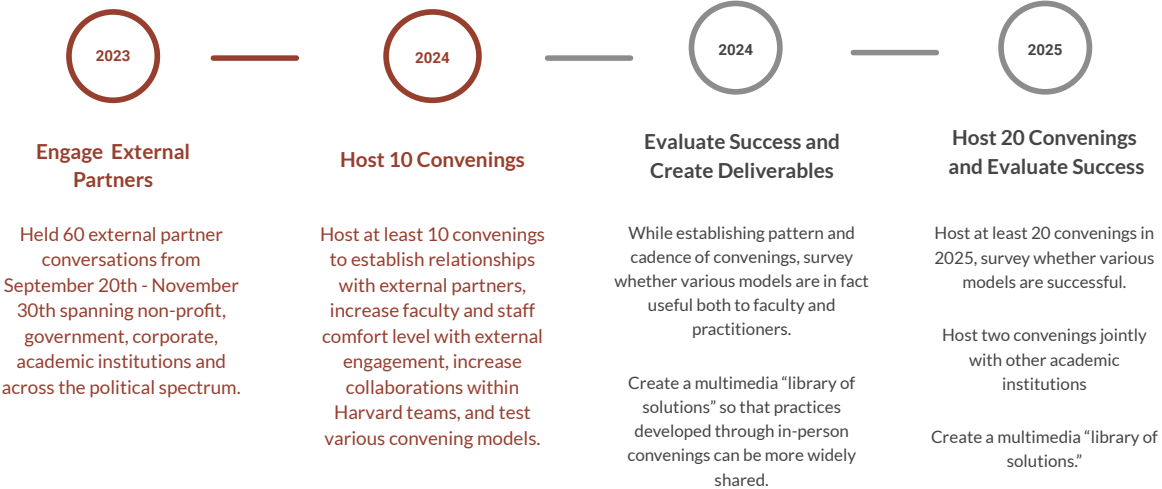 2023
Engage External
Partners
Held 60 external partner
conversations from
September 20th - November
30th spanning non-profit,
government, corporate,
academic institutions and
across the political spectrum.
2024
Host 10 Convenings
Host at least 10 convenings
to establish relationships
with external partners,
increase faculty and staff
comfort level with external
engagement, increase
collaborations within
Harvard teams, and test
various convening models.
2024
Evaluate Success and
Create Deliverables
While establishing pattern and
cadence of convenings, survey
whether various models are in fact
useful both to faculty and
practitioners.
Create a multimedia “library of
solutions” so that practices
developed through in-person
convenings can be more widely
shared.
2025
Host 20 Convenings
and Evaluate Success
Host at least 20 convenings in
2025, survey whether various
models are successful.
Host two convenings jointly
with other academic
institutions
Create a multimedia “library of
solutions.”